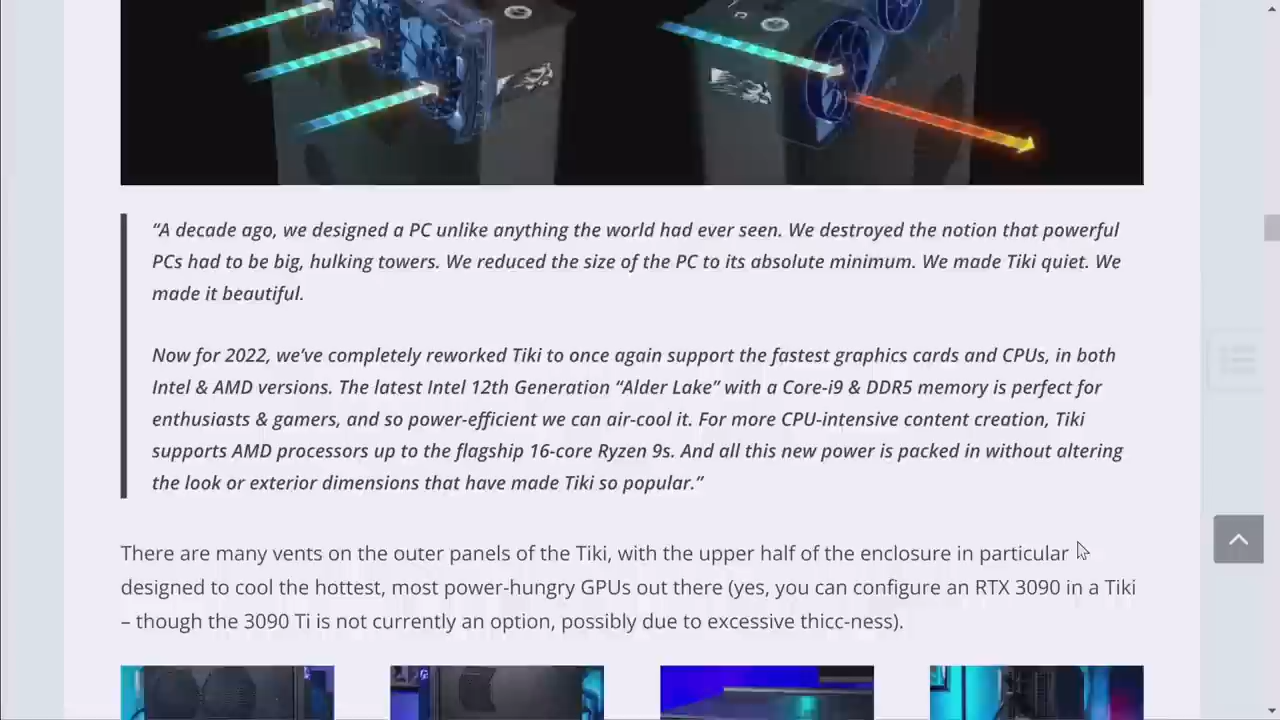 “A decade ago, we designed a PC unlike anything the world had ever seen. We destroyed the notion that powerful
PCs had to be big, hulking towers. We reduced the size of the PC to its absolute minimum. We made Tiki quiet. We
made it beautiful.
Now for 2022, we’ve completely reworked Tiki to once again support the fastest graphics cards and CPUs, in both
Intel & AMD versions. The latest Intel 12th Generation “Alder Lake” with a Core-i9 & DDR5 memory is perfect for
enthusiasts & gamers, and so power-efficient we can air-cool it. For more CPU-intensive content creation, Tiki
supports AMD processors up to the flagship 16-core Ryzen 9s. And all this new power is packed in without altering
the look or exterior dimensions that have made Tiki so popular.”
There are many vents on the outer panels of the Tiki, with the upper half of the enclosure in particular
designed to cool the hottest, most power-hungry GPUs out there (yes, you can configure an RTX 3090 in a Tiki
– though the 3090 Ti is not currently an option, possibly due to excessive thicc-ness).